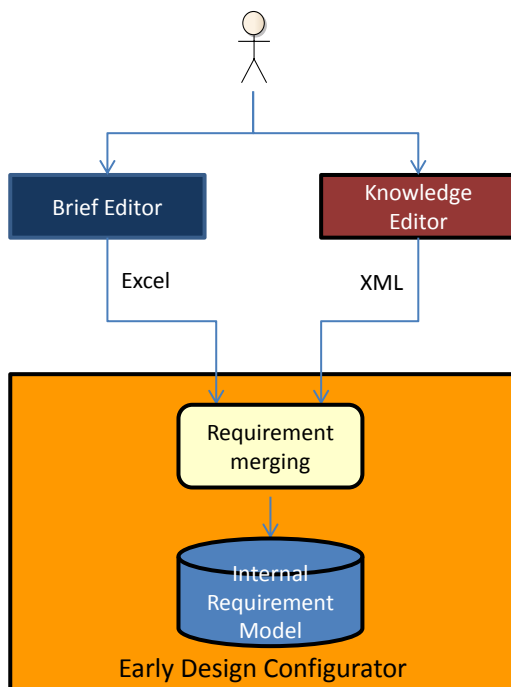 Brief Editor
Knowledge
Editor
Excel
XML
Requirement
merging
Internal
Requirement
Model
Early Design Configurator